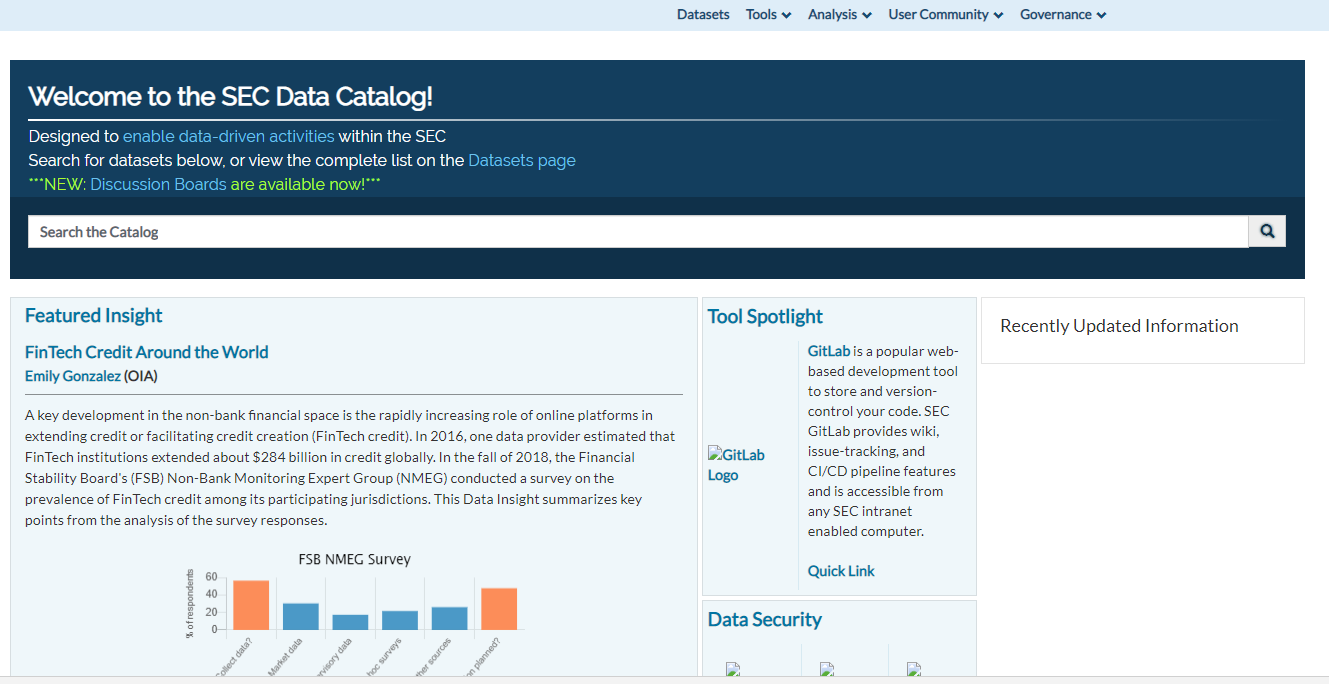 Datasets Tools Analysis User Community Governance
Welcome to the SEC Data Catalog!
Designed to enable data-driven activities within the SEC
Search for datasets below, or view the complete list on the Datasets page
***NEW: Discussion Boards are available now!***
Search the Catalog
Featured Insight
FinTech Credit Around the World
Emily Gonzalez (OIA)
A key development in the non-bank financial space is the rapidly increasing role of online platforms in
extending credit or facilitating credit creation (FinTech credit). In 2016, one data provider estimated that
FinTech institutions extended about $284 billion in credit globally. In the fall of 2018, the Financial
Stability Board's (FSB) Non-Bank Monitoring Expert Group (NMEG) conducted a survey on the
prevalence of FinTech credit among its participating jurisdictions. This Data Insight summarizes key
points from the analysis of the survey responses.
FSB NMEG Survey
% of respondents
60
40
20
0
Collect data?
Market data
data
hoc surveys
sources
planned?
Tool Spotlight
GitLab
Logo
GitLab is a popular web-
based development tool
to store and version-
control your code. SEC
GitLab provides wiki,
issue-tracking, and
CI/CD pipeline features
and is accessible from
any SEC intranet
enabled computer.
Quick Link
Data Security
Recently Updated Information